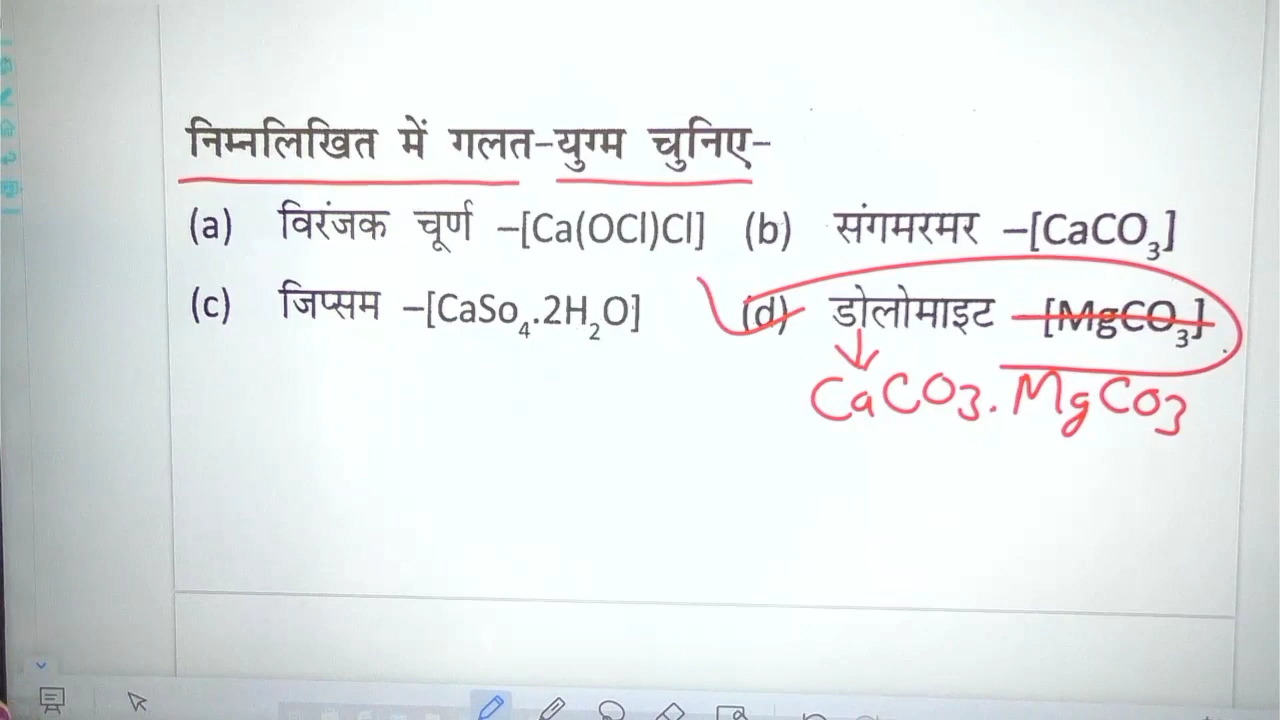 निम्नलिखित में गलत-युग्म चुनिए-
(a) विरंजक चूर्ण –[Ca(OCl)Cl] (b) संगमरमर –[CaCO₃]
(c) जिप्सम –[CaSo₄.2H₂O] (d) डोलोमाइट –[MgCO₃]
CaCO3. MgCO3